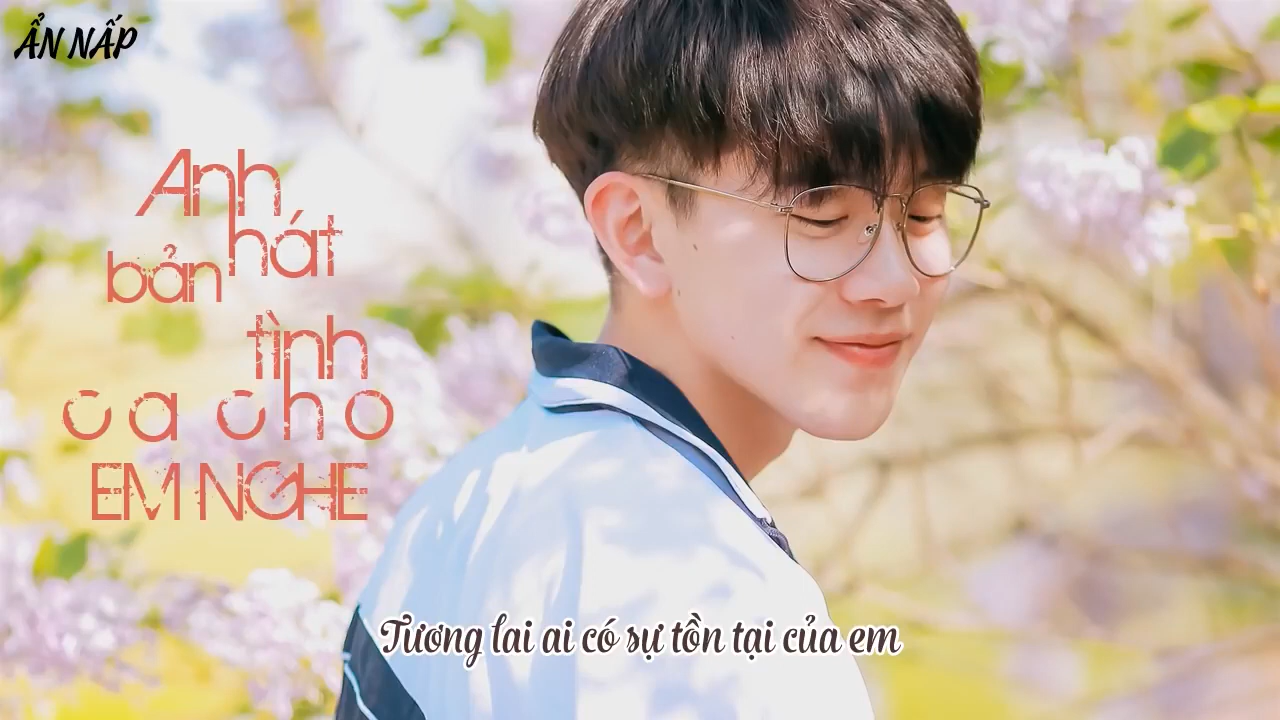 ẨN NẤP
Anh
hát
bản
tình
ca cho
EM NGHE
Tương lai ai có sự tồn tại của em